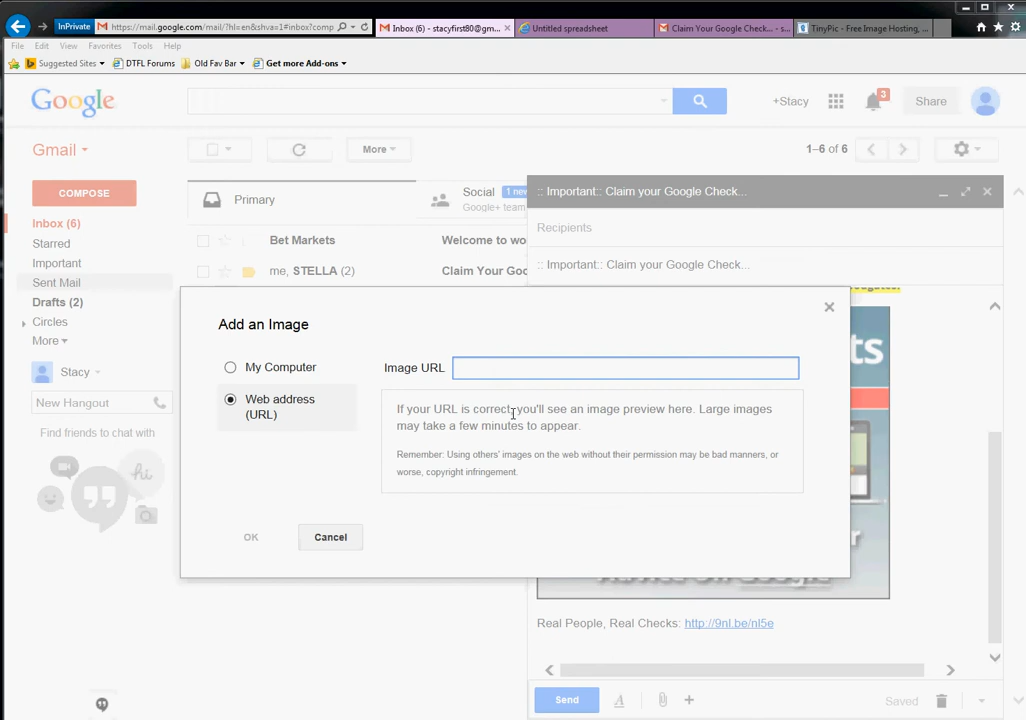 InPrivate https://mail.google.com/mail/?hl=en&shva=1#inbox?comp Inbox (6) - stacyfirst80@gm... Untitled spreadsheet Claim Your Google Check... - s... TinyPic - Free Image Hosting, ...
File Edit View Favorites Tools Help
Suggested Sites DTFL Forums Old Fav Bar Get more Add-ons
Google +Stacy 3 Share
Gmail More 1–6 of 6
COMPOSE
Primary
Social 1 new
Google+ team
:: Important:: Claim your Google Check...
Inbox (6)
Starred
Important
Sent Mail
Drafts (2)
Circles
More
Bet Markets Welcome to wo
me, STELLA (2) Claim Your Goo
Recipients
:: Important:: Claim your Google Check...
Add an Image
My Computer
Web address
(URL)
Image URL
If your URL is correct, you'll see an image preview here. Large images
may take a few minutes to appear.
Remember: Using others' images on the web without their permission may be bad manners, or
worse, copyright infringement.
OK Cancel
Stacy
New Hangout
Find friends to chat with
hi
Real People, Real Checks: http://9nl.be/nl5e
Send Saved